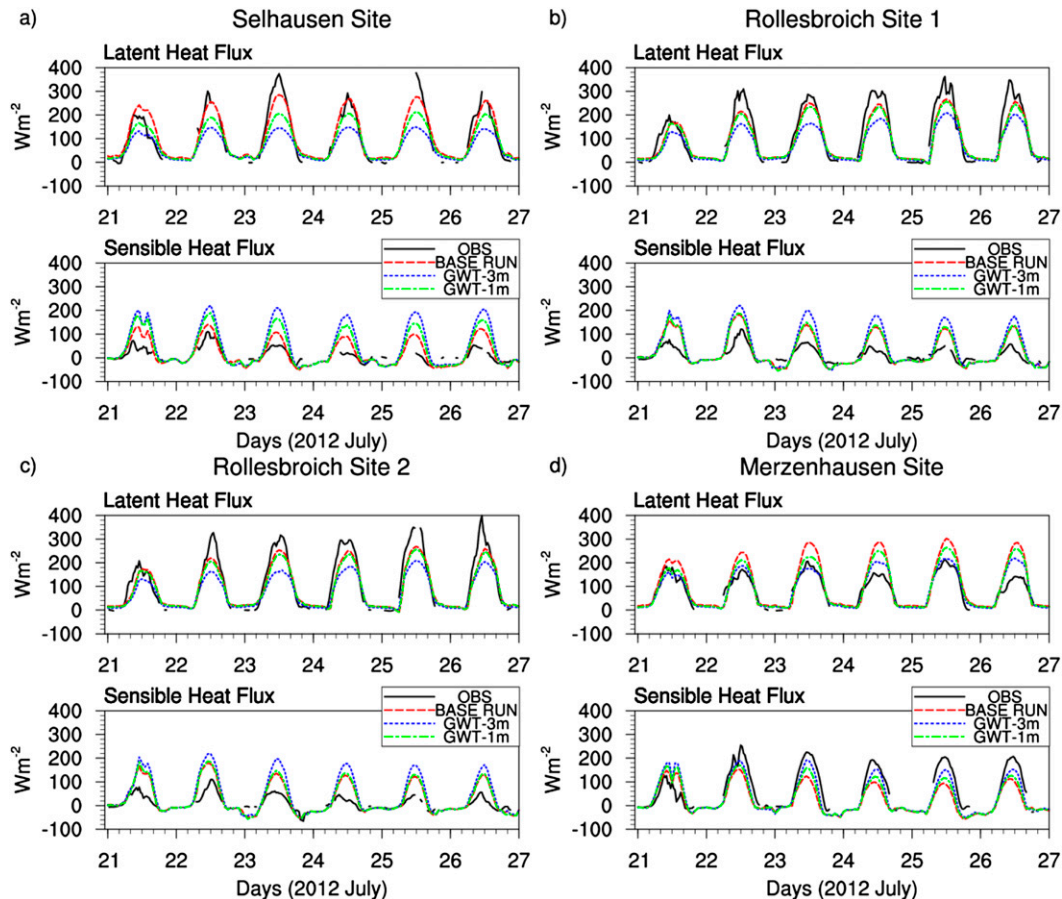 a) Selhausen Site
Latent Heat Flux
400
300
200
100
0
-100
Wm-2
21 22 23 24 25 26 27
Sensible Heat Flux
OBS
BASE RUN
GWT-3m
GWT-1m
400
300
200
100
0
-100
Wm-2
21 22 23 24 25 26 27
Days (2012 July)
b) Rollesbroich Site 1
Latent Heat Flux
400
300
200
100
0
-100
Wm-2
21 22 23 24 25 26 27
Sensible Heat Flux
OBS
BASE RUN
GWT-3m
GWT-1m
400
300
200
100
0
-100
Wm-2
21 22 23 24 25 26 27
Days (2012 July)
c) Rollesbroich Site 2
Latent Heat Flux
400
300
200
100
0
-100
Wm-2
21 22 23 24 25 26 27
Sensible Heat Flux
OBS
BASE RUN
GWT-3m
GWT-1m
400
300
200
100
0
-100
Wm-2
21 22 23 24 25 26 27
Days (2012 July)
d) Merzenhausen Site
Latent Heat Flux
400
300
200
100
0
-100
Wm-2
21 22 23 24 25 26 27
Sensible Heat Flux
OBS
BASE RUN
GWT-3m
GWT-1m
400
300
200
100
0
-100
Wm-2
21 22 23 24 25 26 27
Days (2012 July)